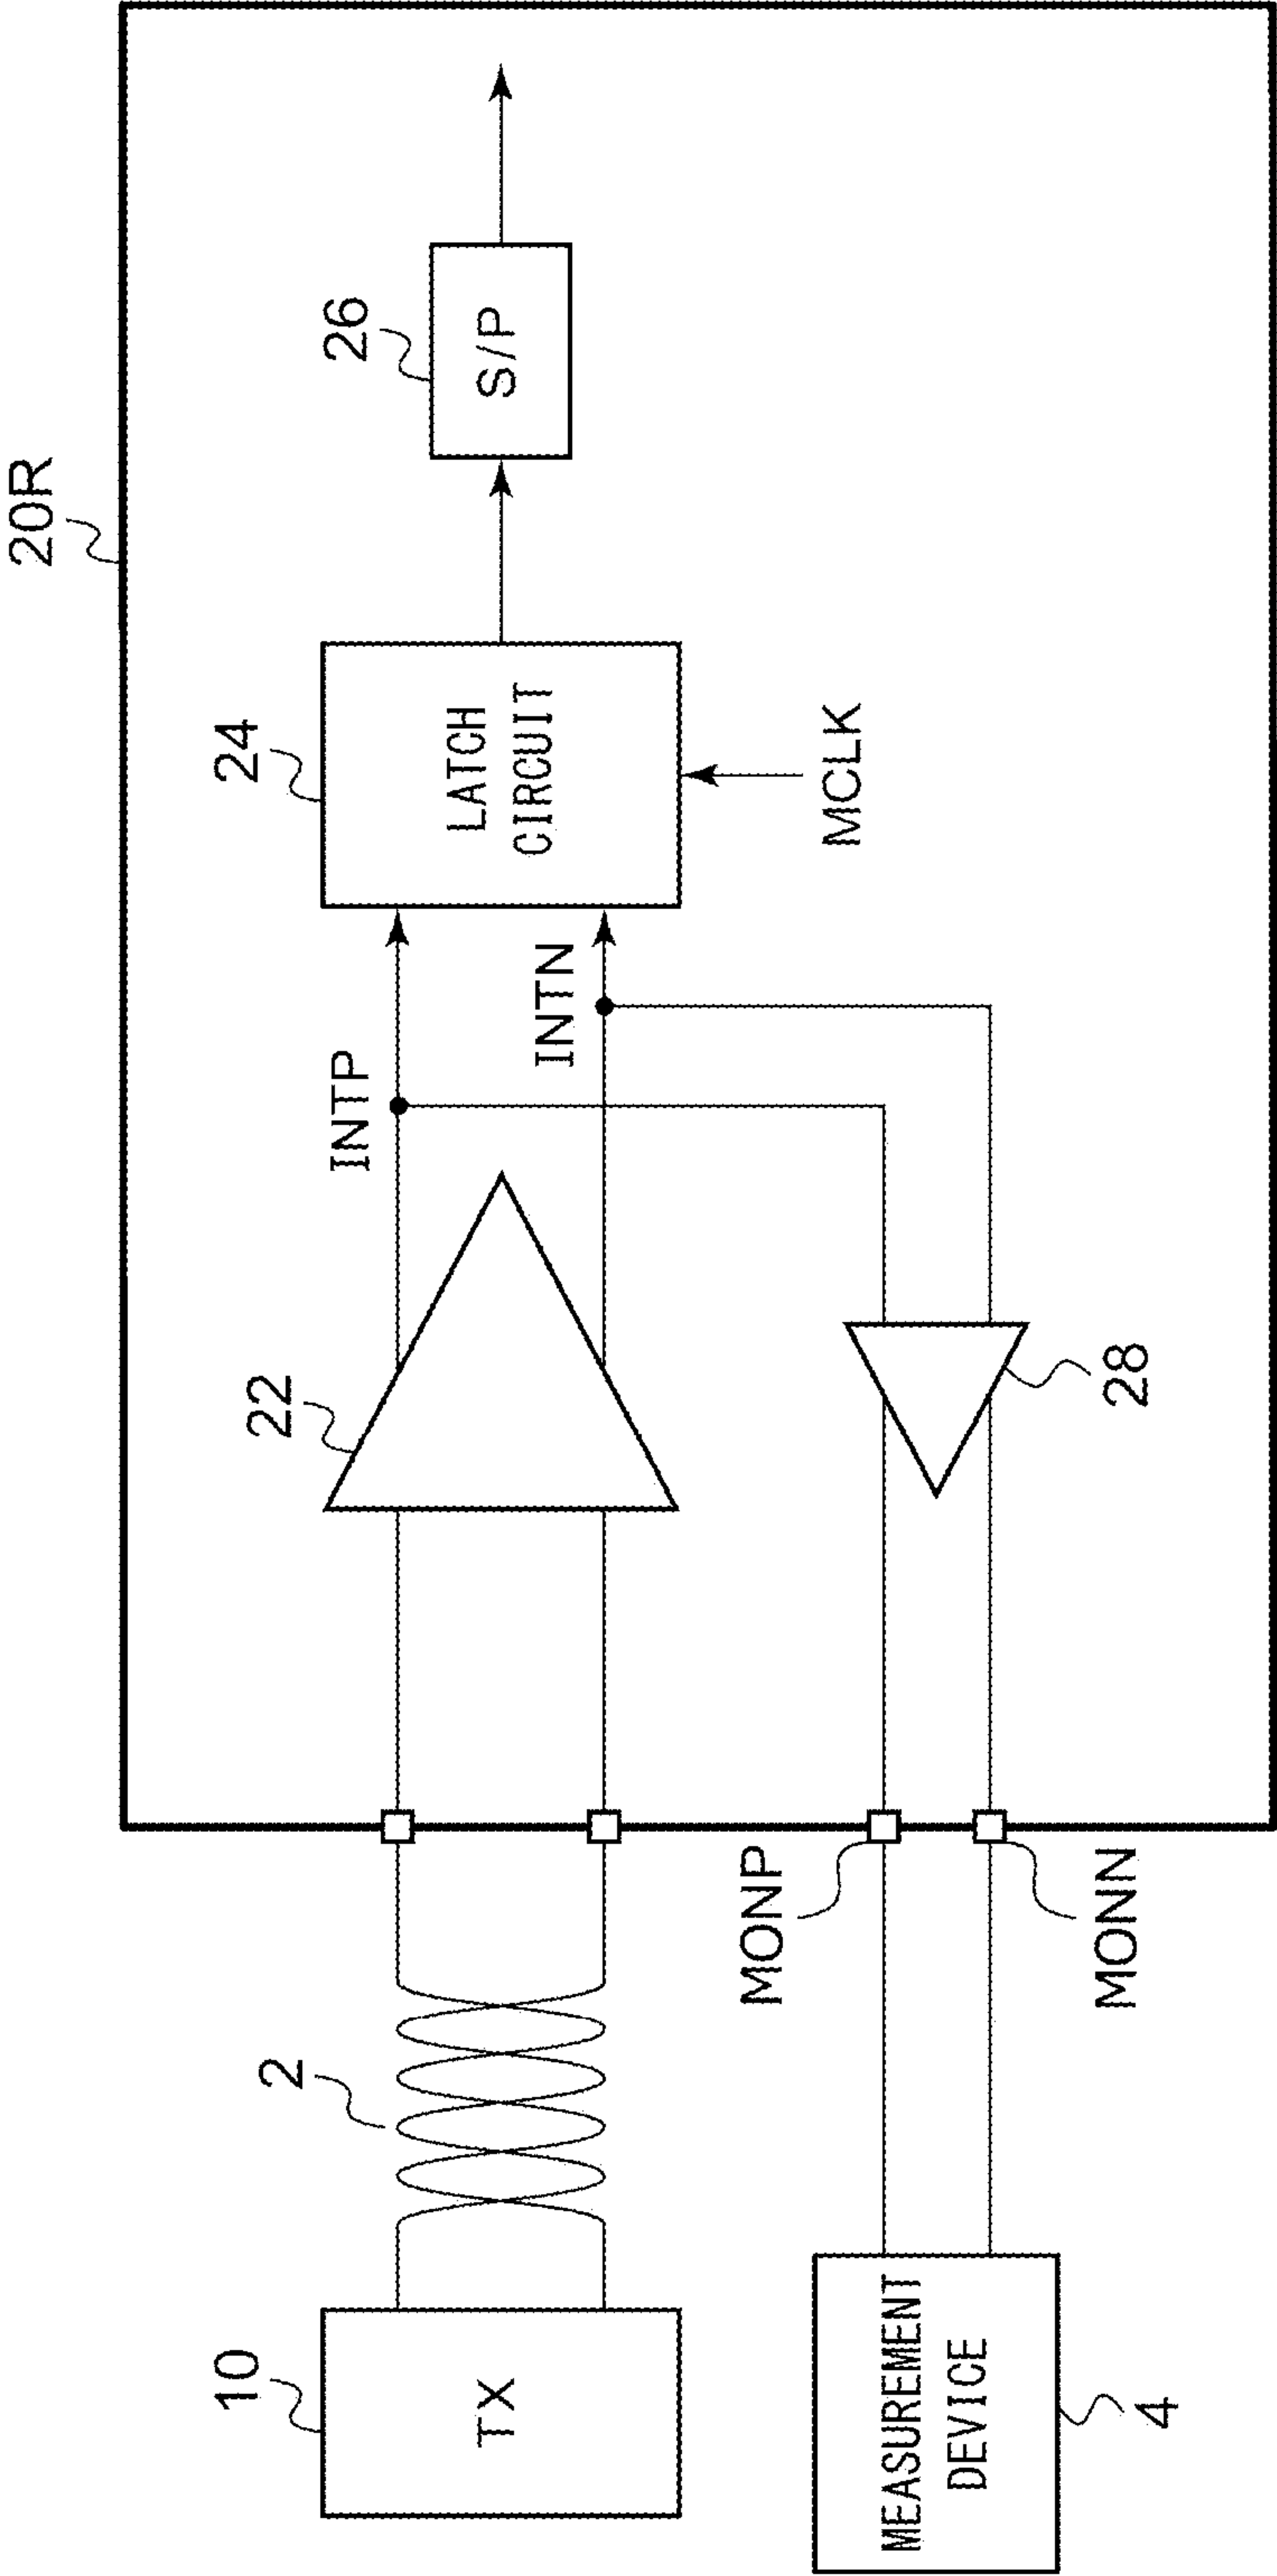 20R
10
TX
2
22
INTP
INTN
24
LATCH
CIRCUIT
MCLK
26
S/P
MONP
MONN
28
MEASUREMENT
DEVICE
4